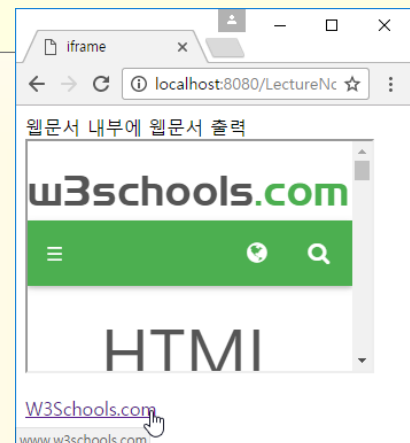 iframe
localhost:8080/LectureNc
웹문서 내부에 웹문서 출력
w3schools.com
HTML
W3Schools.com
www.w3schools.com